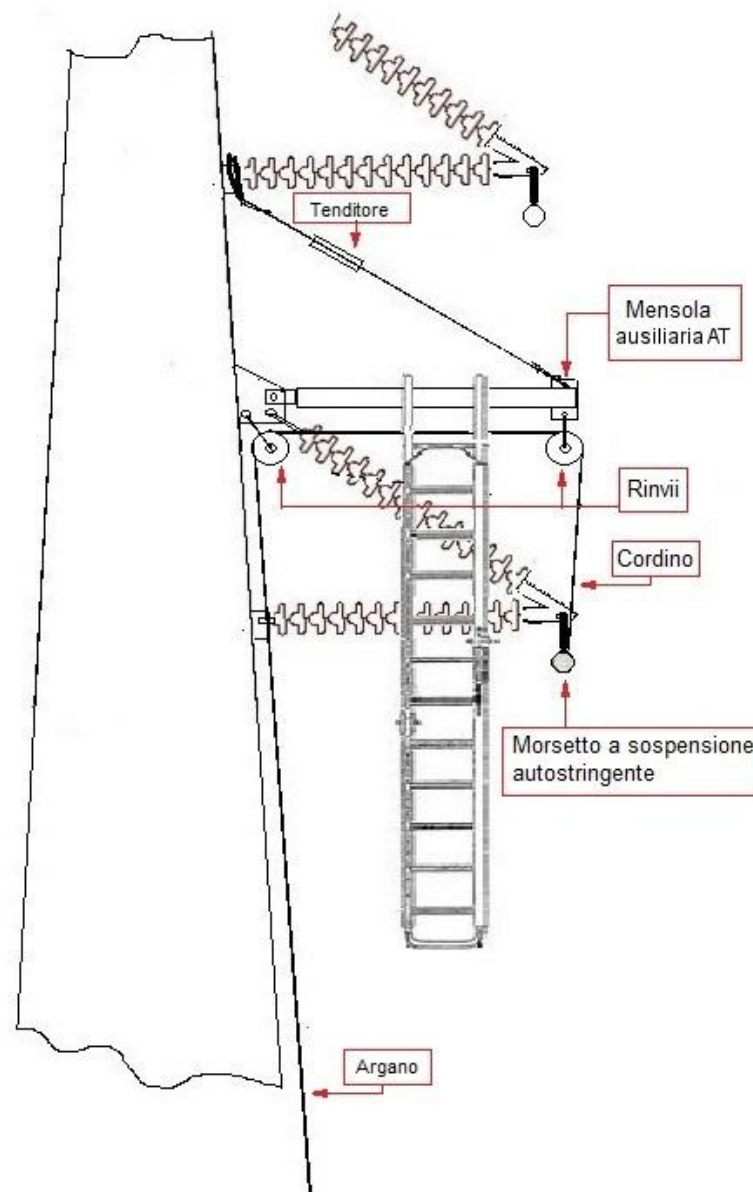 Tenditore
Mensola
ausiliaria AT
Rinvii
Cordino
Morsetto a sospensione
autostringente
Argano